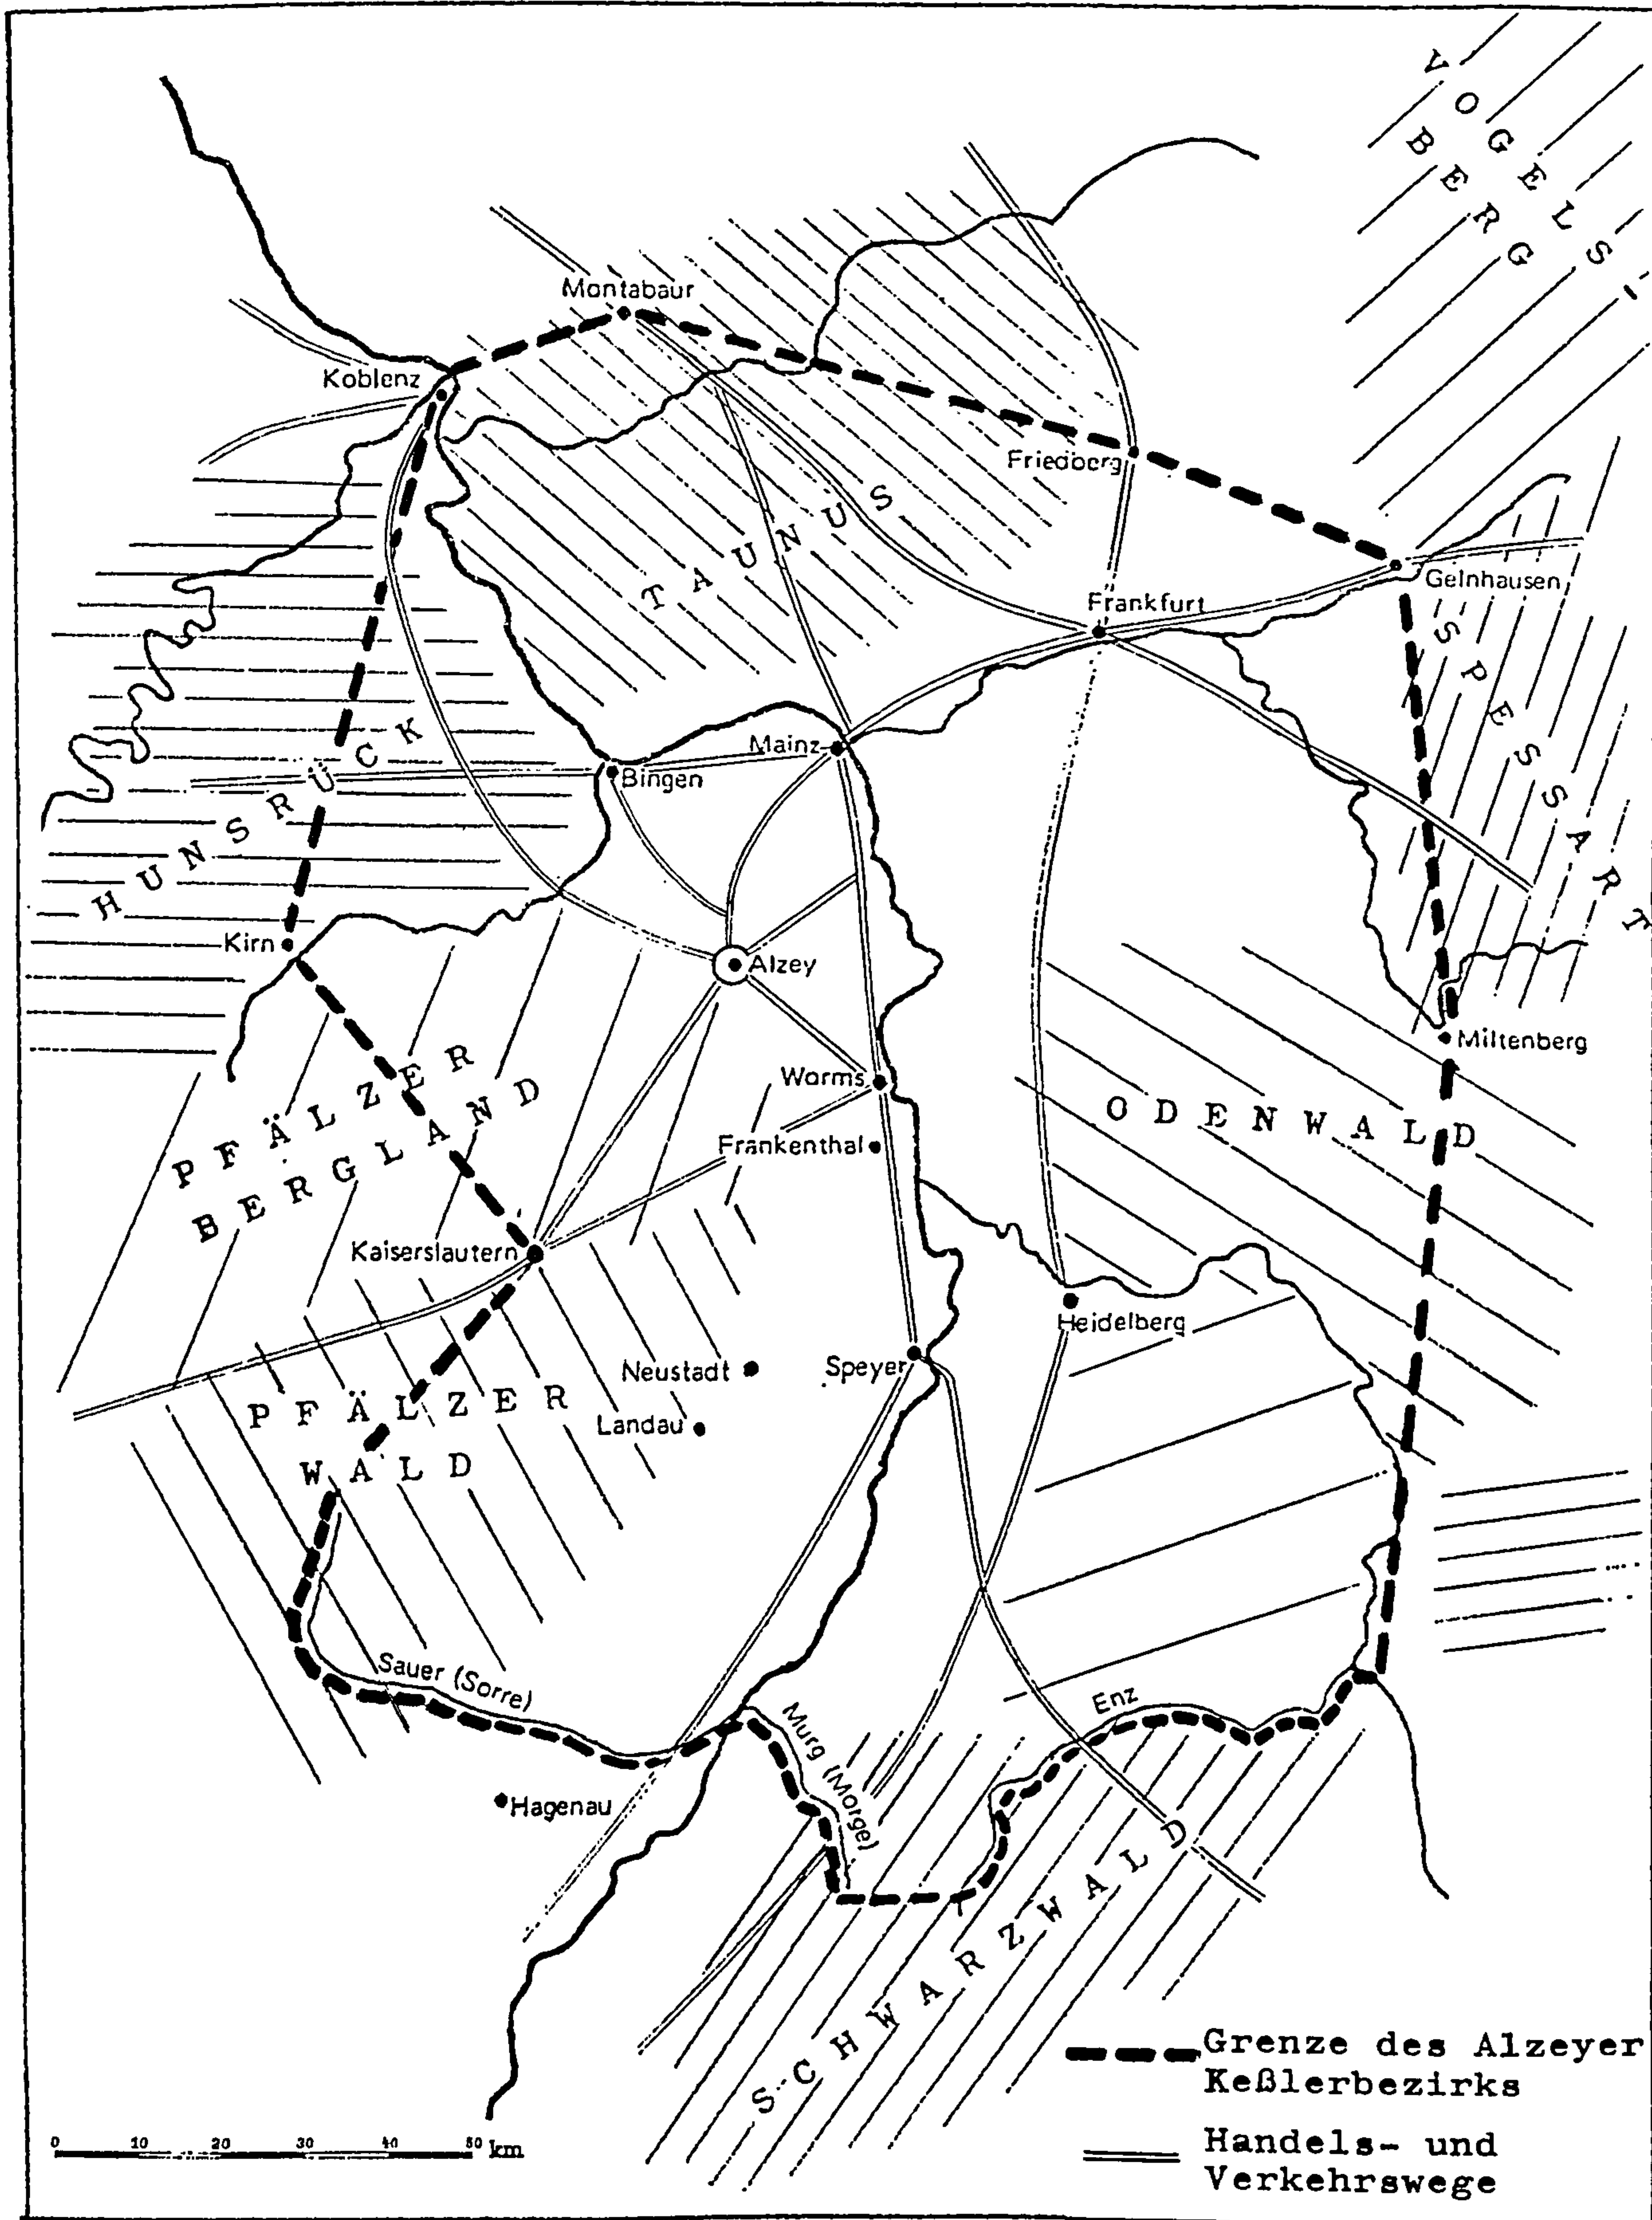 VOGELS-
BERG
Montabaur
Koblenz
Friedberg
TAUNUS
Gelnhausen
Frankfurt
SPESSART
Mainz
Bingen
HUNSRÜCK
Kirn
Alzey
Miltenberg
Worms
PFÄLZER
BERGLAND
ODENWALD
Frankenthal
Kaiserslautern
Heidelberg
Neustadt
Speyer
PFÄLZER
WALD
Landau
Sauer (Sorre)
Murg (Morge)
Enz
Hagenau
SCHWARZWALD
Grenze des Alzeyer
Keßlerbezirks
0 10 20 30 40 50 km
Handels- und
Verkehrswege